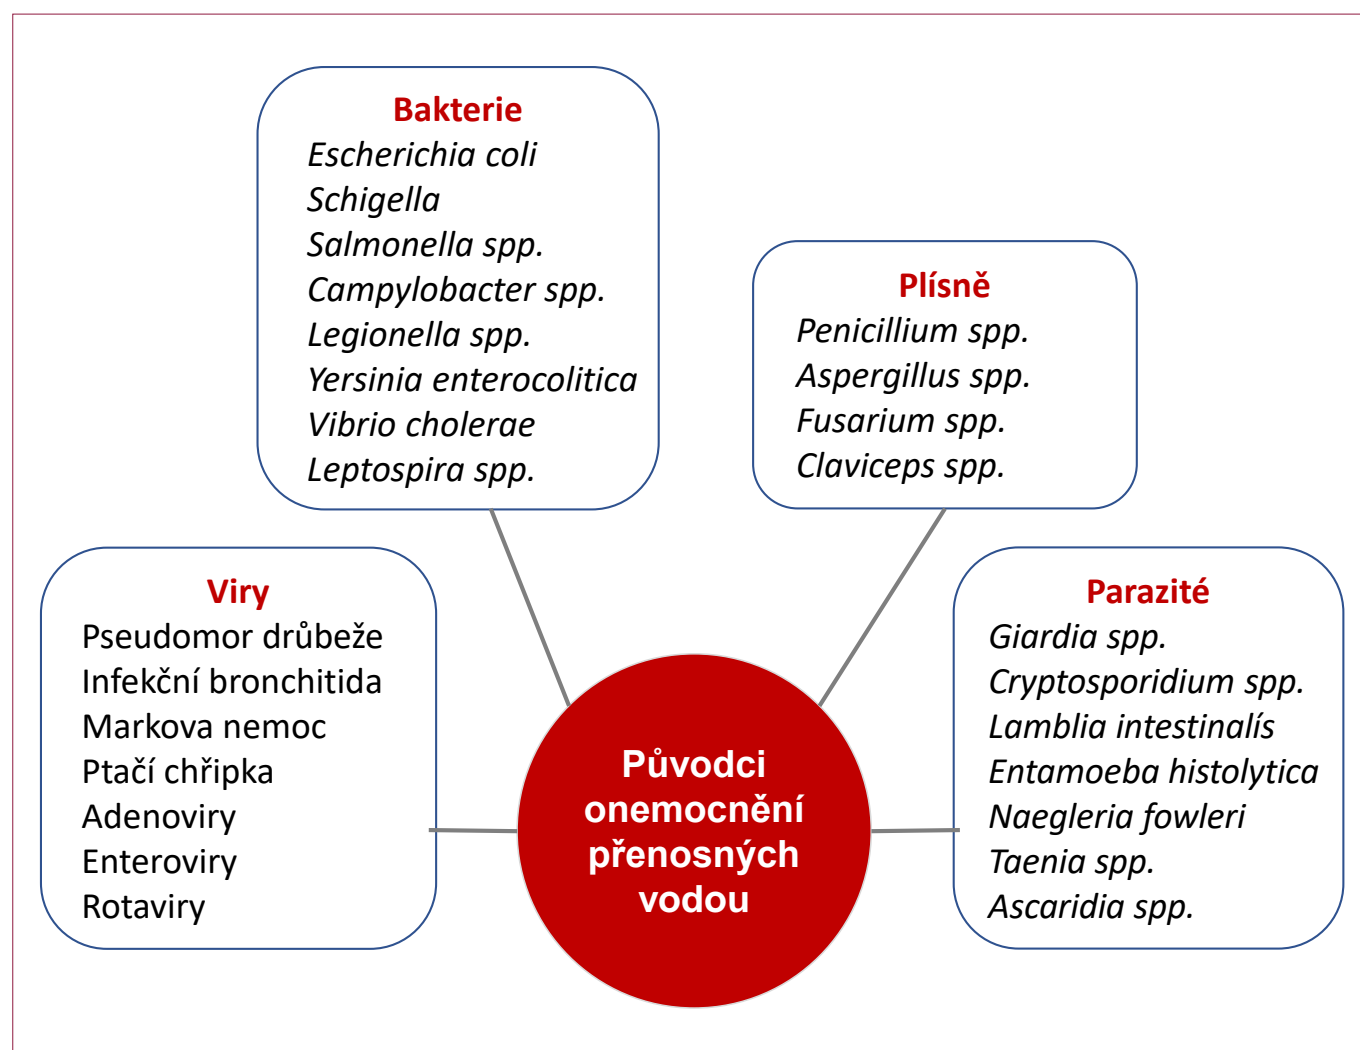 Bakterie
Escherichia coli
Schigella
Salmonella spp.
Campylobacter spp.
Legionella spp.
Yersinia enterocolitica
Vibrio cholerae
Leptospira spp.
Plísně
Penicillium spp.
Aspergillus spp.
Fusarium spp.
Claviceps spp.
Viry
Pseudomor drůbeže
Infekční bronchitida
Markova nemoc
Ptačí chřipka
Adenoviry
Enteroviry
Rotaviry
Původci
onemocnění
přenosných
vodou
Parazité
Giardia spp.
Cryptosporidium spp.
Lamblia intestinalís
Entamoeba histolytica
Naegleria fowleri
Taenia spp.
Ascaridia spp.